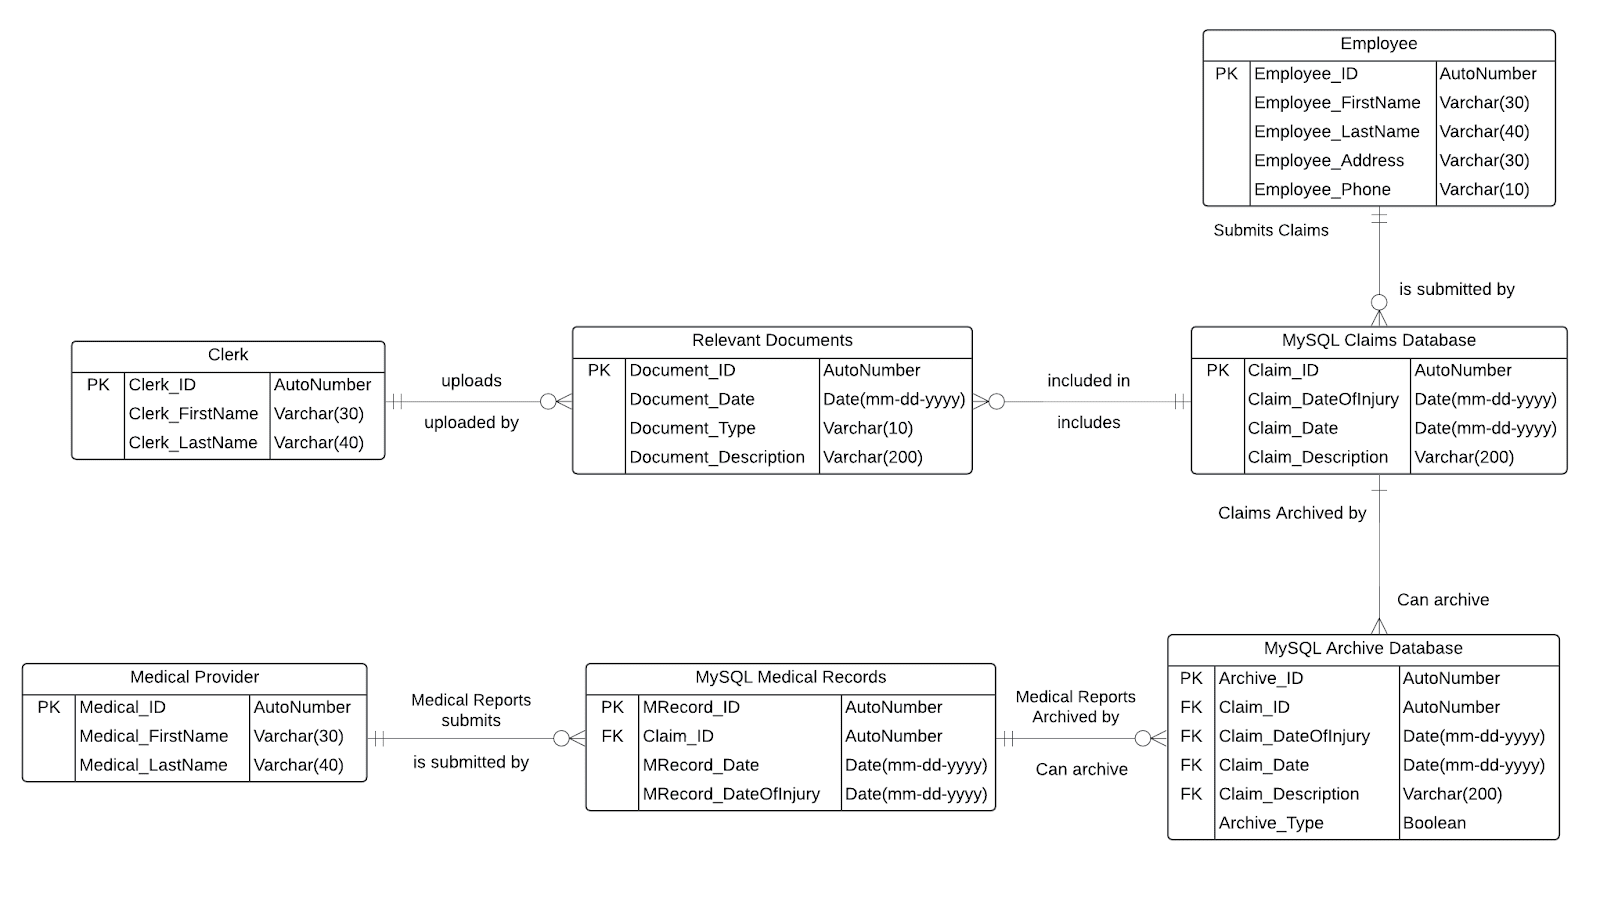 Employee
PK Employee_ID AutoNumber
Employee_FirstName Varchar(30)
Employee_LastName Varchar(40)
Employee_Address Varchar(30)
Employee_Phone Varchar(10)
Submits Claims
is submitted by
Clerk
PK Clerk_ID AutoNumber
Clerk_FirstName Varchar(30)
Clerk_LastName Varchar(40)
uploads
uploaded by
Relevant Documents
PK Document_ID AutoNumber
Document_Date Date(mm-dd-yyyy)
Document_Type Varchar(10)
Document_Description Varchar(200)
included in
includes
MySQL Claims Database
PK Claim_ID AutoNumber
Claim_DateOfInjury Date(mm-dd-yyyy)
Claim_Date Date(mm-dd-yyyy)
Claim_Description Varchar(200)
Claims Archived by
Can archive
Medical Provider
PK Medical_ID AutoNumber
Medical_FirstName Varchar(30)
Medical_LastName Varchar(40)
Medical Reports
submits
is submitted by
MySQL Medical Records
PK MRecord_ID AutoNumber
FK Claim_ID AutoNumber
MRecord_Date Date(mm-dd-yyyy)
MRecord_DateOfInjury Date(mm-dd-yyyy)
Medical Reports
Archived by
Can archive
MySQL Archive Database
PK Archive_ID AutoNumber
FK Claim_ID AutoNumber
FK Claim_DateOfInjury Date(mm-dd-yyyy)
FK Claim_Date Date(mm-dd-yyyy)
FK Claim_Description Varchar(200)
Archive_Type Boolean